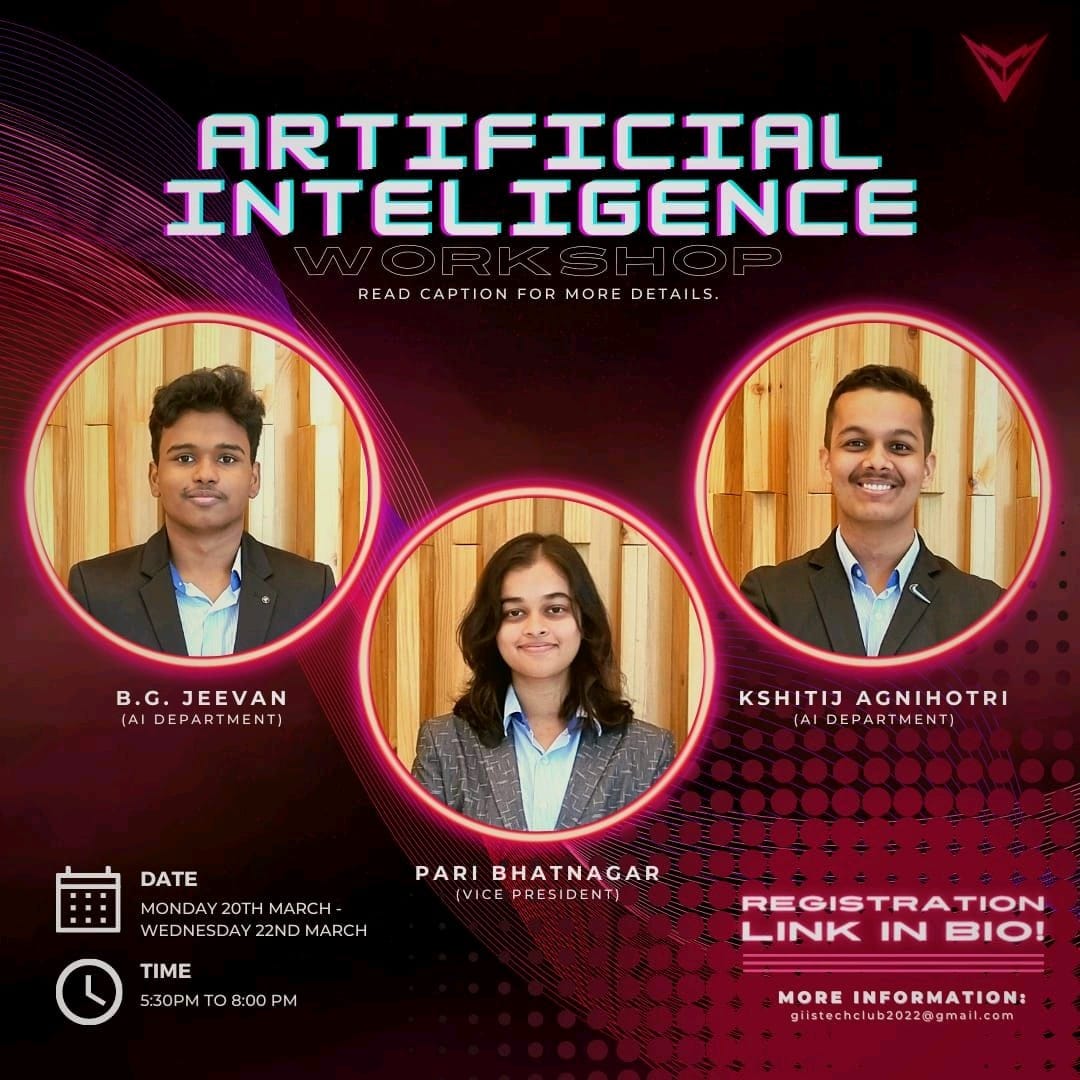 ARTIFICIAL
INTELIGENCE
WORKSHOP
READ CAPTION FOR MORE DETAILS.
B.G. JEEVAN
(AI DEPARTMENT)
KSHITIJ AGNIHOTRI
(AI DEPARTMENT)
PARI BHATNAGAR
(VICE PRESIDENT)
DATE
MONDAY 20TH MARCH -
WEDNESDAY 22ND MARCH
TIME
5:30PM TO 8:00 PM
REGISTRATION
LINK IN BIO!
MORE INFORMATION:
giistechclub2022@gmail.com